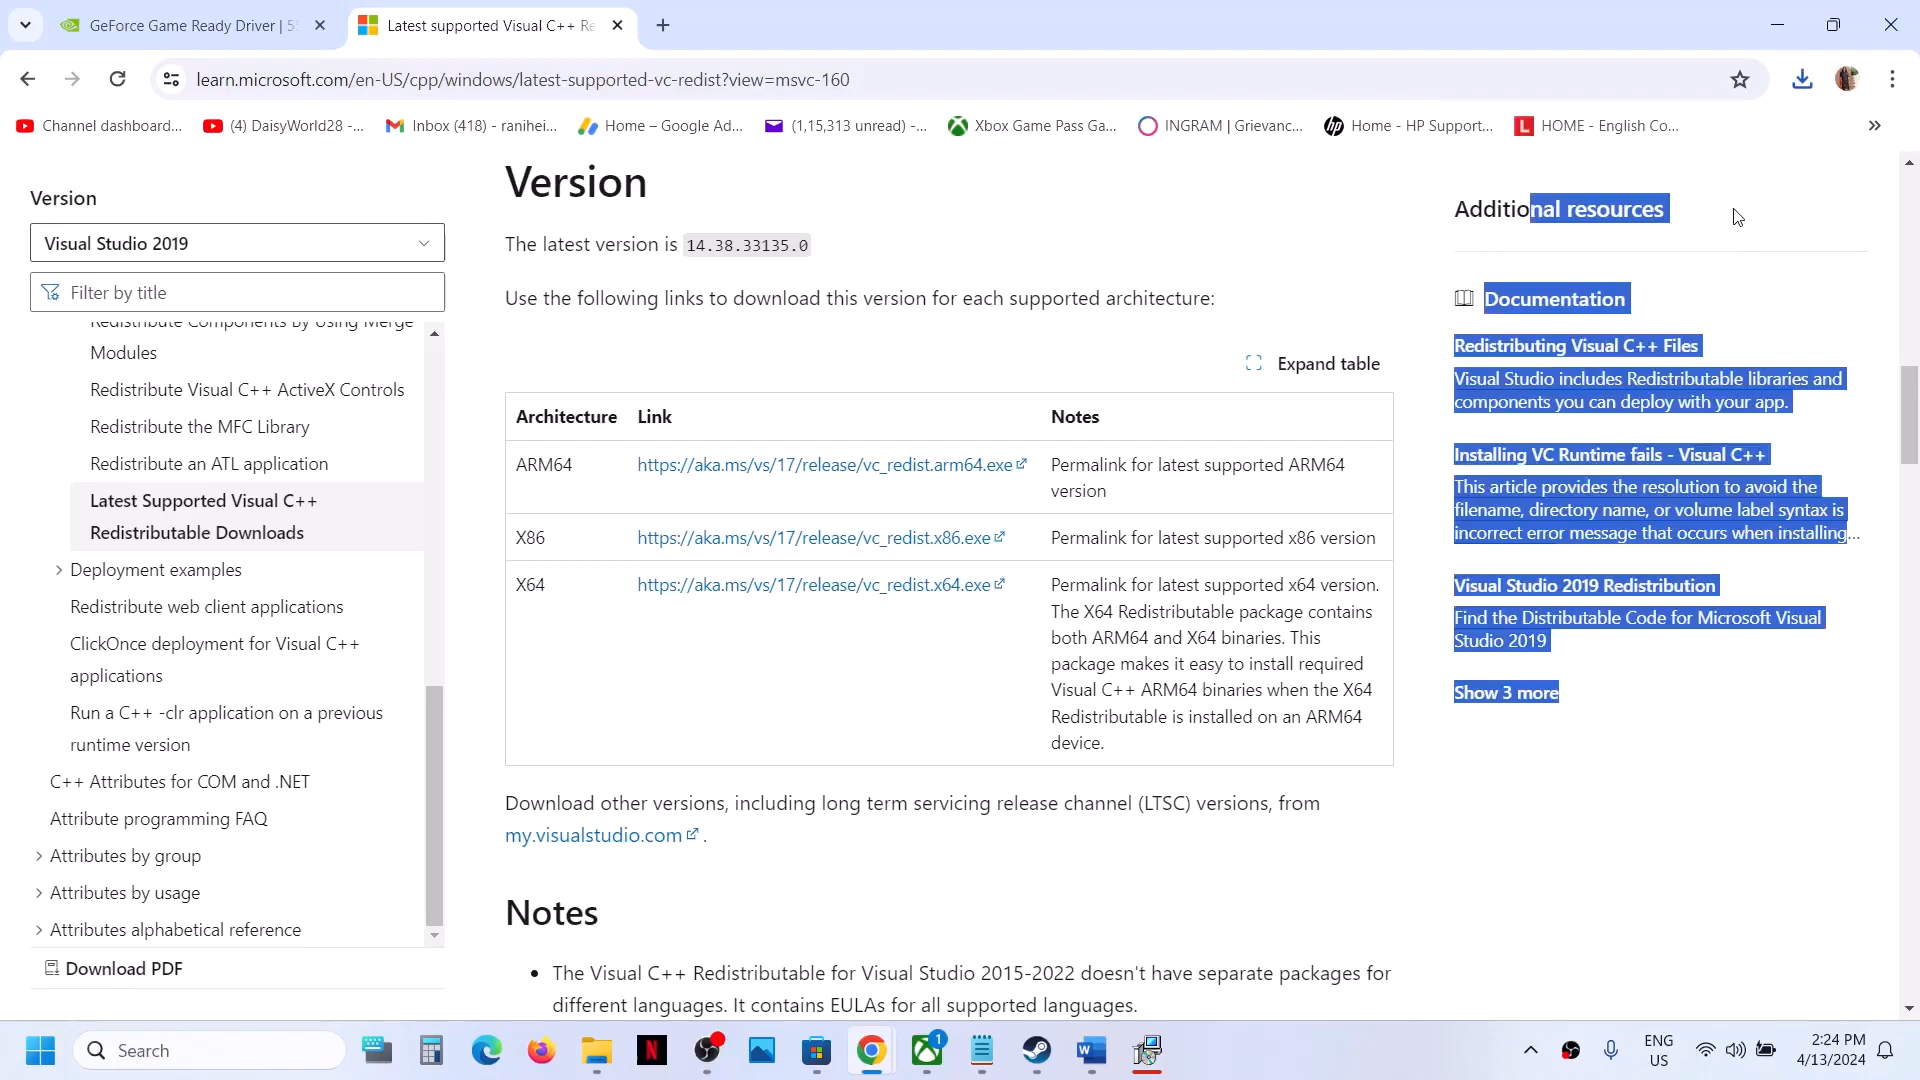 GeForce Game Ready Driver | 5
Latest supported Visual C++ Re
learn.microsoft.com/en-US/cpp/windows/latest-supported-vc-redist?view=msvc-160
Channel dashboard...
(4) DaisyWorld28 -...
Inbox (418) - ranihei...
Home – Google Ad...
(1,15,313 unread) -...
Xbox Game Pass Ga...
INGRAM | Grievanc...
Home - HP Support...
HOME - English Co...
Version
Visual Studio 2019
Filter by title
Redistribute Components by Using Merge
Modules
Redistribute Visual C++ ActiveX Controls
Redistribute the MFC Library
Redistribute an ATL application
Latest Supported Visual C++
Redistributable Downloads
Deployment examples
Redistribute web client applications
ClickOnce deployment for Visual C++
applications
Run a C++ -clr application on a previous
runtime version
C++ Attributes for COM and .NET
Attribute programming FAQ
Attributes by group
Attributes by usage
Attributes alphabetical reference
Download PDF
Version
The latest version is 14.38.33135.0
Use the following links to download this version for each supported architecture:
Expand table
Architecture Link Notes
ARM64 https://aka.ms/vs/17/release/vc_redist.arm64.exe Permalink for latest supported ARM64
version
X86 https://aka.ms/vs/17/release/vc_redist.x86.exe Permalink for latest supported x86 version
X64 https://aka.ms/vs/17/release/vc_redist.x64.exe Permalink for latest supported x64 version.
The X64 Redistributable package contains
both ARM64 and X64 binaries. This
package makes it easy to install required
Visual C++ ARM64 binaries when the X64
Redistributable is installed on an ARM64
device.
Download other versions, including long term servicing release channel (LTSC) versions, from
my.visualstudio.com .
Notes
• The Visual C++ Redistributable for Visual Studio 2015-2022 doesn't have separate packages for
different languages. It contains EULAs for all supported languages.
Additional resources
Documentation
Redistributing Visual C++ Files
Visual Studio includes Redistributable libraries and
components you can deploy with your app.
Installing VC Runtime fails - Visual C++
This article provides the resolution to avoid the
filename, directory name, or volume label syntax is
incorrect error message that occurs when installing...
Visual Studio 2019 Redistribution
Find the Distributable Code for Microsoft Visual
Studio 2019
Show 3 more
Search
1
ENG
US
2:24 PM
4/13/2024